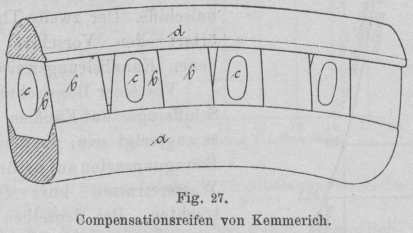 d
c b b c b b c
a
Fig. 27.
Compensationsreifen von Kemmerich.